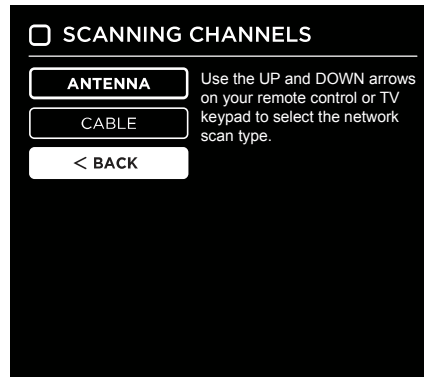 SCANNING CHANNELS
ANTENNA
CABLE
< BACK
Use the UP and DOWN arrows
on your remote control or TV
keypad to select the network
scan type.